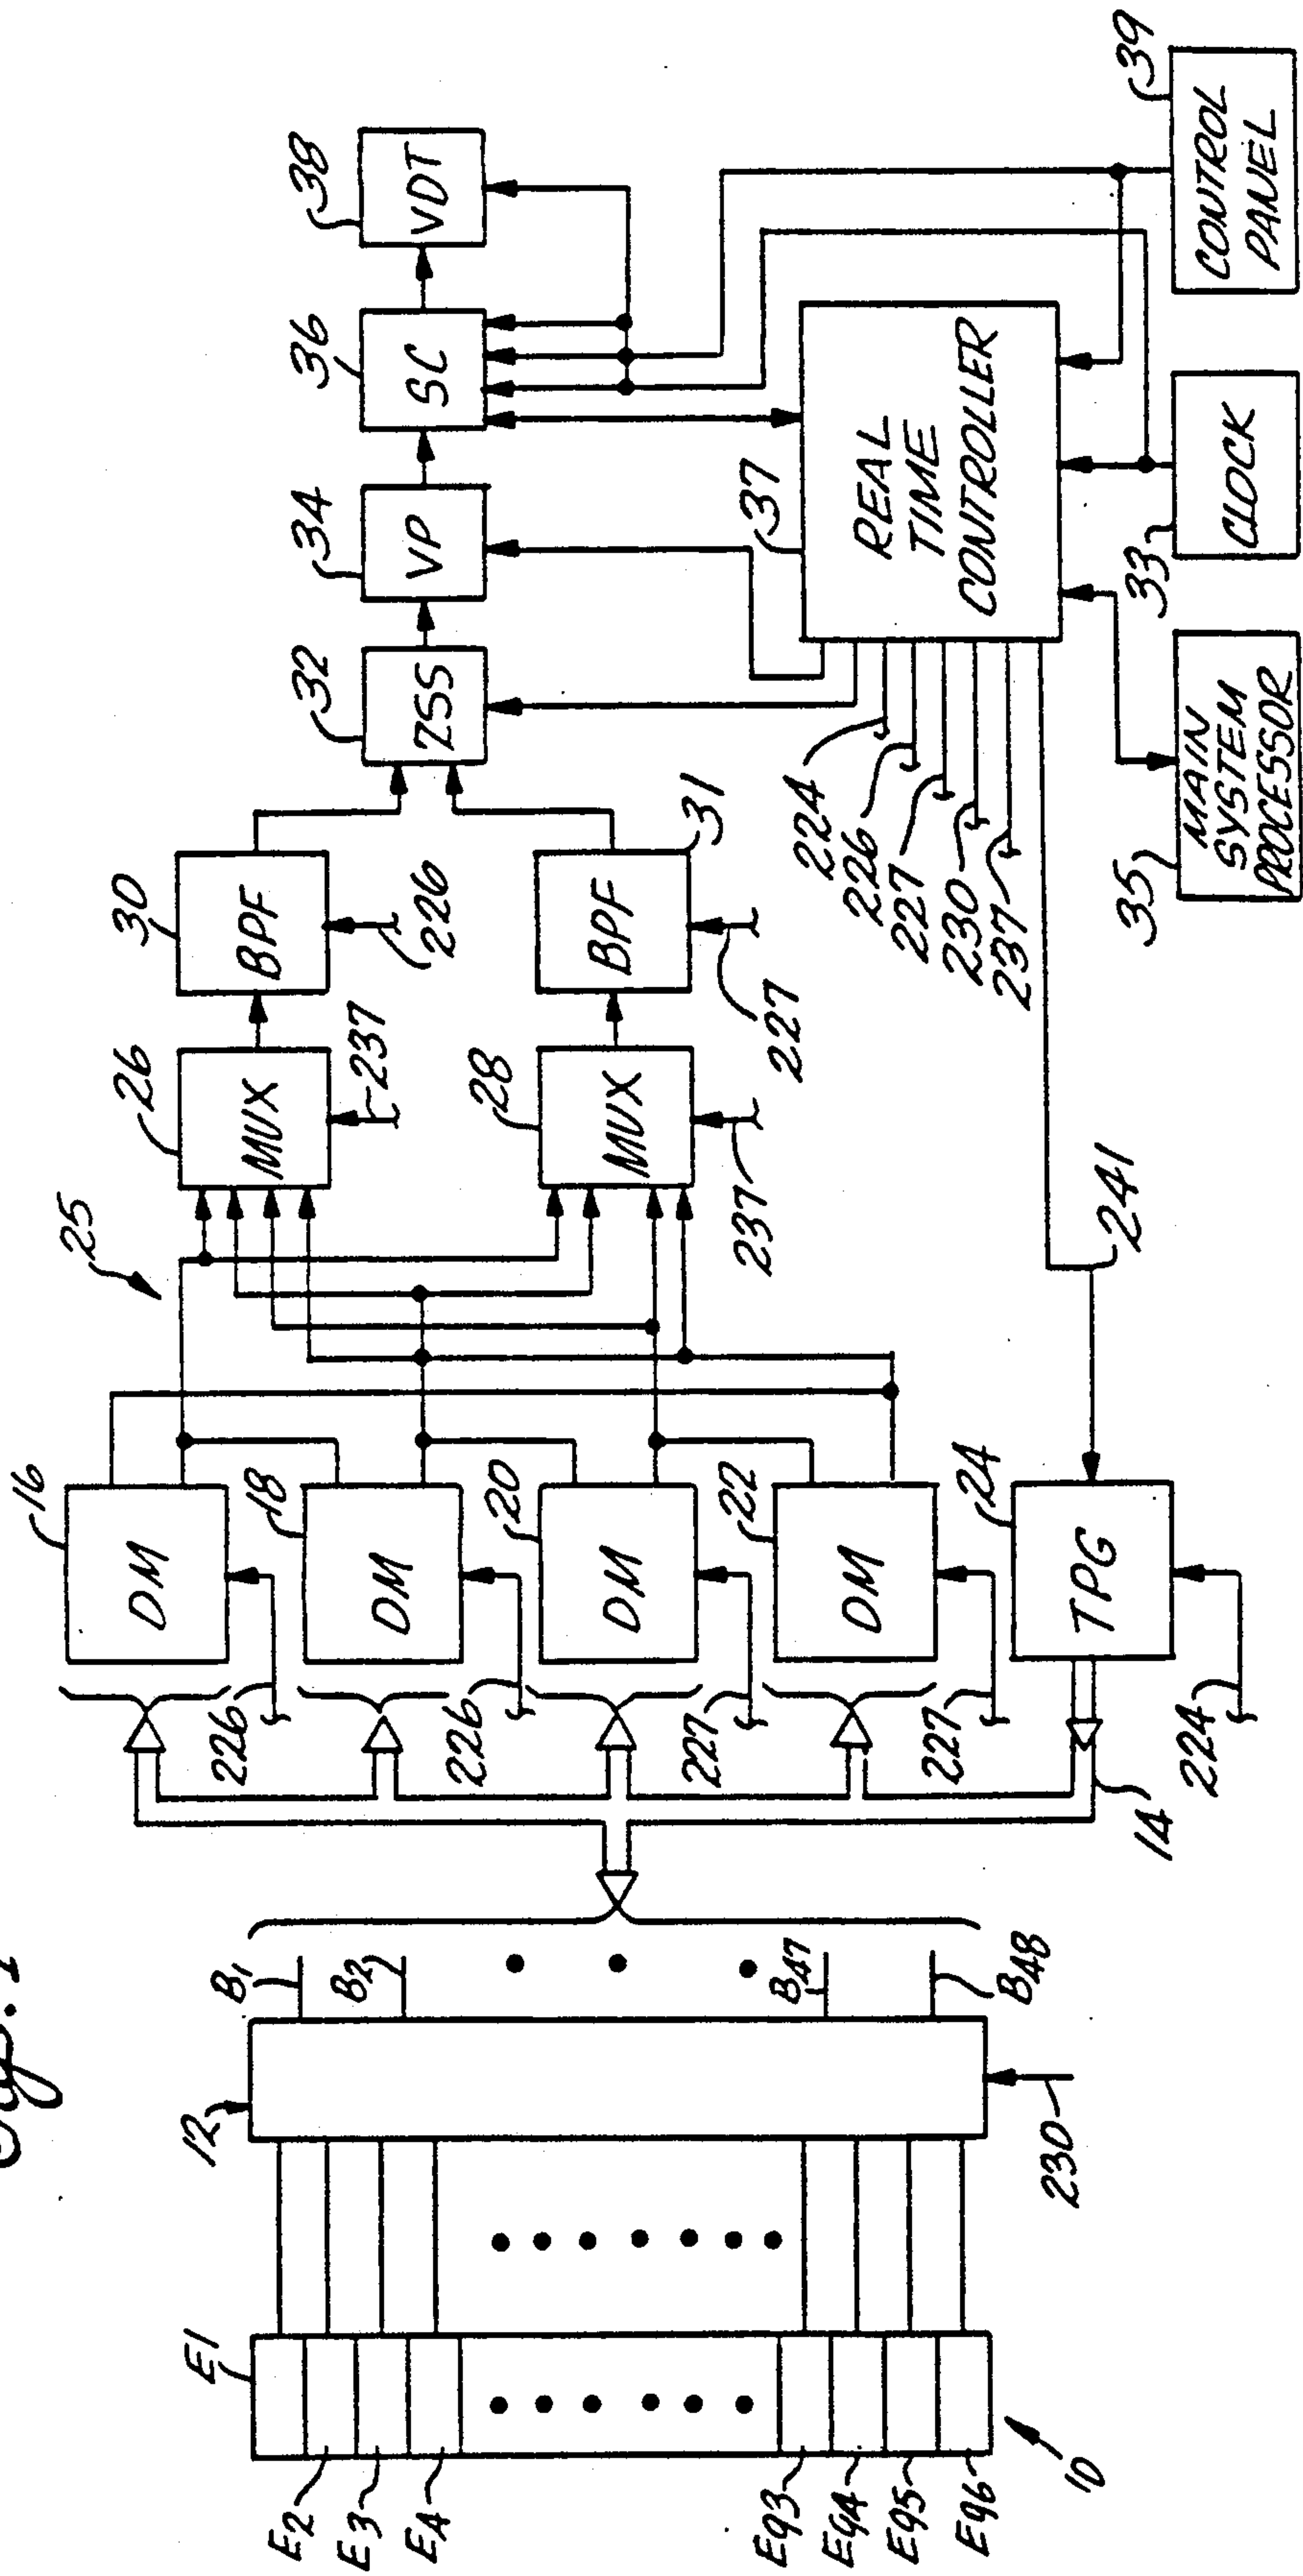 Fig. 1
E1
E2
E3
E4
E93
E94
E95
E96
10
12
230
B1
B2
B47
B48
14
16
DM
226
18
DM
226
20
DM
227
22
DM
227
24
TPG
224
241
25
26
MUX
237
28
MUX
237
30
BPF
226
31
BPF
227
32
ZSS
34
VP
36
SC
38
VDT
37
REAL
TIME
CONTROLLER
224
226
227
230
237
35
MAIN
SYSTEM
PROCESSOR
33
CLOCK
39
CONTROL
PANEL